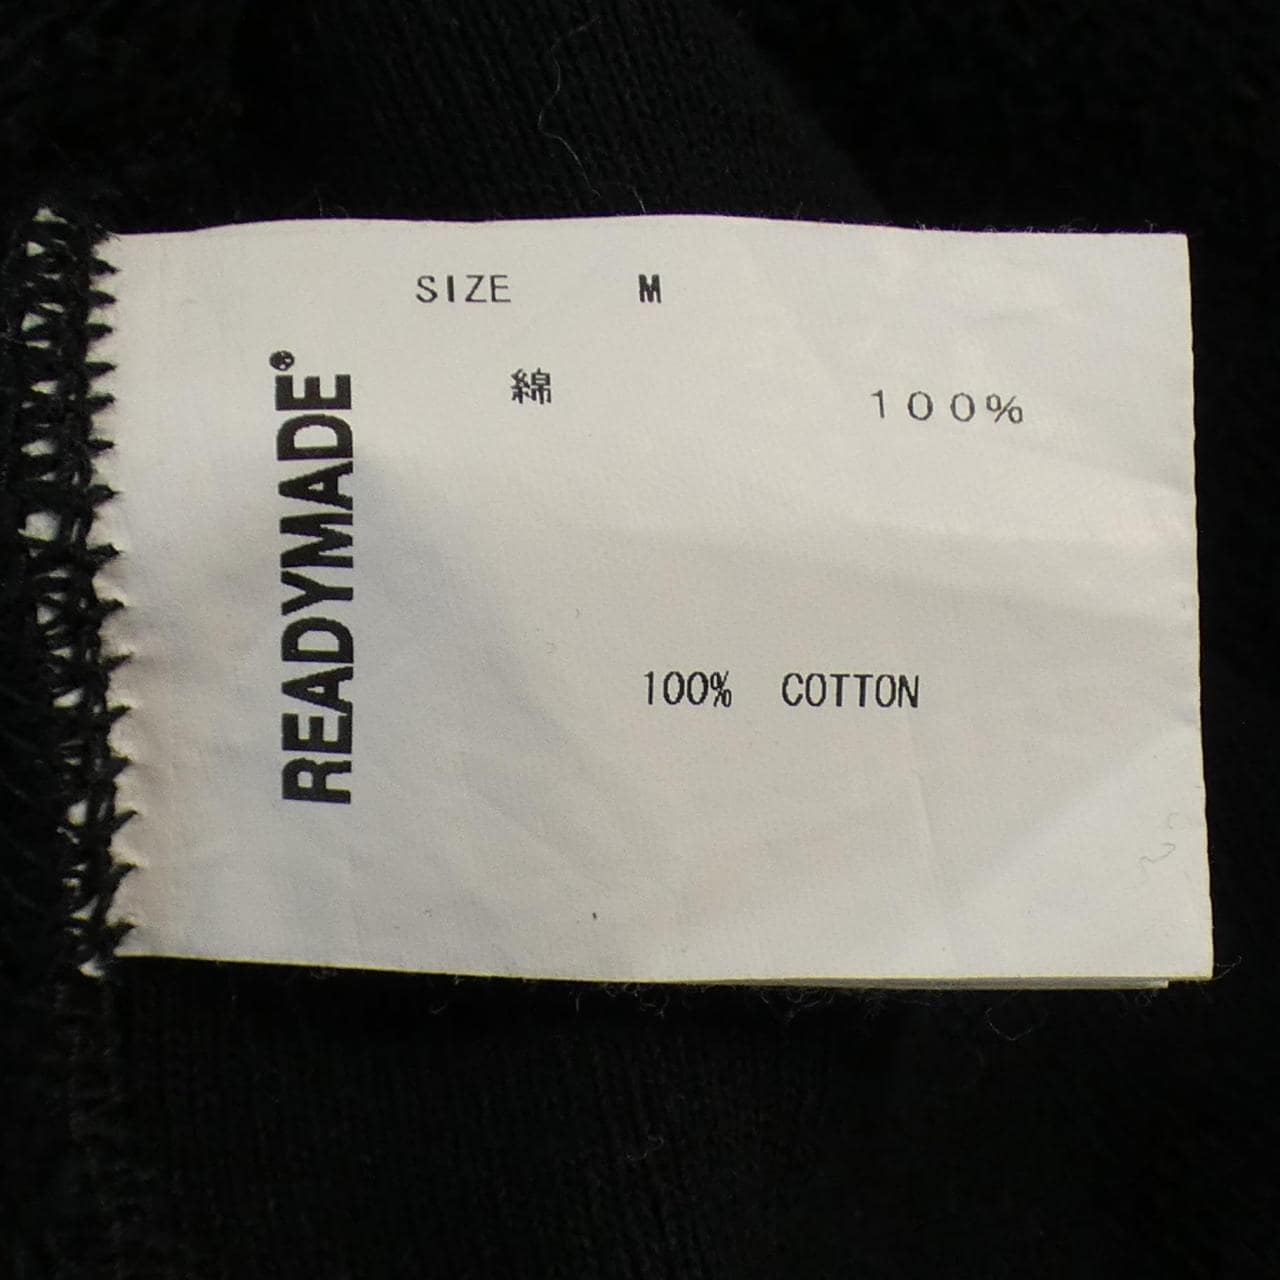 SIZE M
綿 １００％
READYMADE
100% COTTON